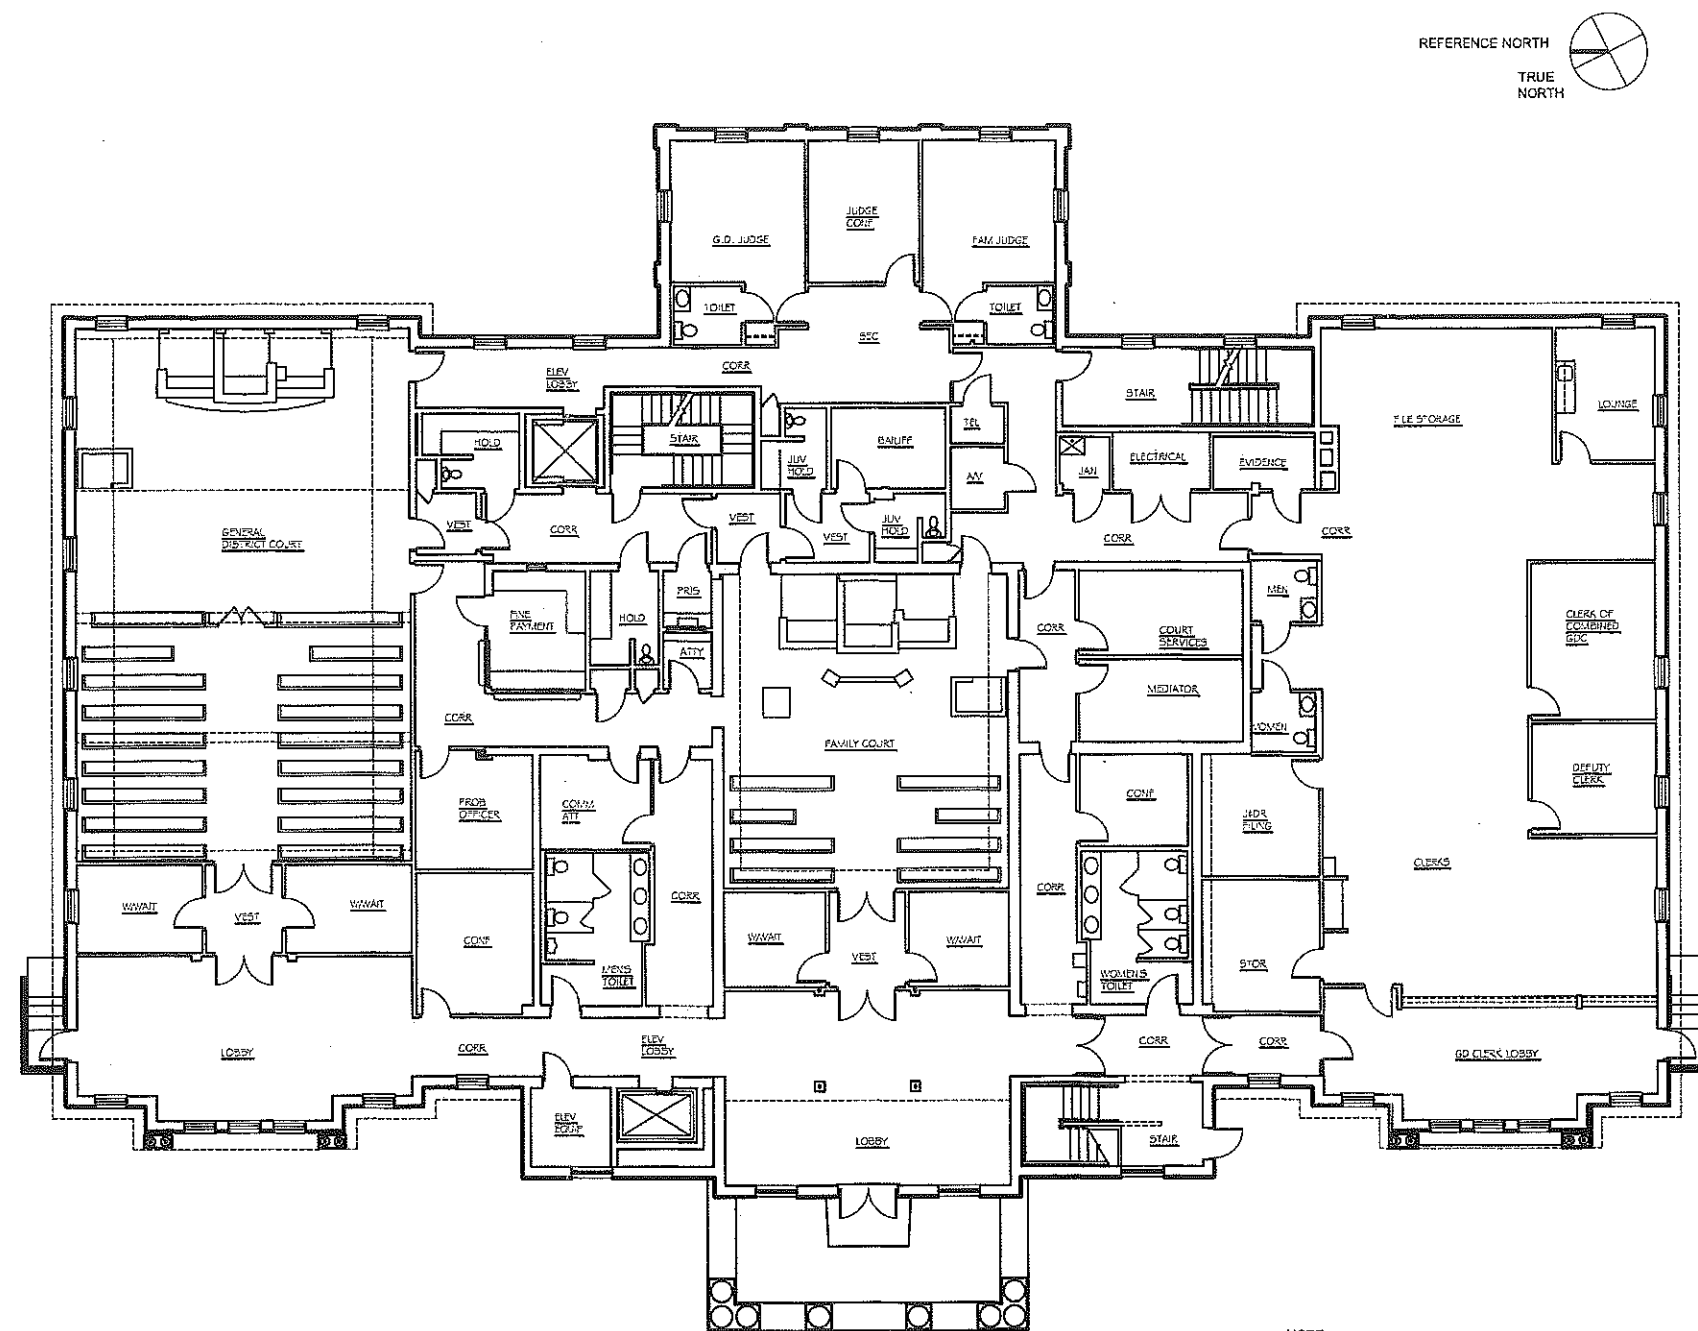 REFERENCE NORTH
TRUE
NORTH
JUDGE
CONF
G.D. JUDGE
FAM JUDGE
TOILET
TOILET
SEC
CORR
ELEV
LOBBY
STAIR
TEL
HOLD
STAIR
BAILIFF
JUV
HOLD
A/V
JAN
ELECTRICAL
EVIDENCE
FILE STORAGE
LOUNGE
GENERAL
DISTRICT COURT
VEST
CORR
VEST
VEST
JUV
HOLD
CORR
CORR
FINE
PAYMENT
HOLD
PRIS
ATTY
CORR
COURT
SERVICES
MEN
CLERK OF
COMBINED
GDC
MEDIATOR
WOMEN
CORR
FAMILY COURT
PROB
OFFICER
COMM
ATT
CONF
J&DR
FILING
DEPUTY
CLERK
CLERKS
W/WAIT
VEST
W/WAIT
CONF
CORR
CORR
W/WAIT
VEST
W/WAIT
MENS
TOILET
WOMENS
TOILET
STOR
LOBBY
CORR
ELEV
LOBBY
CORR
CORR
GD CLERK LOBBY
ELEV
EQUIP
LOBBY
STAIR